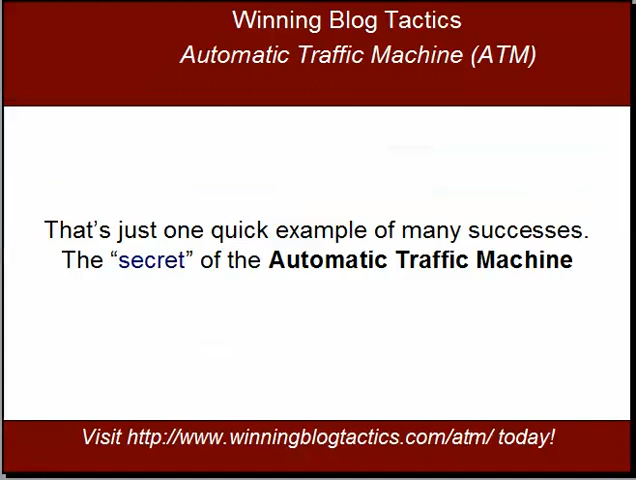 Winning Blog Tactics
Automatic Traffic Machine (ATM)
That’s just one quick example of many successes.
The “secret” of the Automatic Traffic Machine
Visit http://www.winningblogtactics.com/atm/ today!